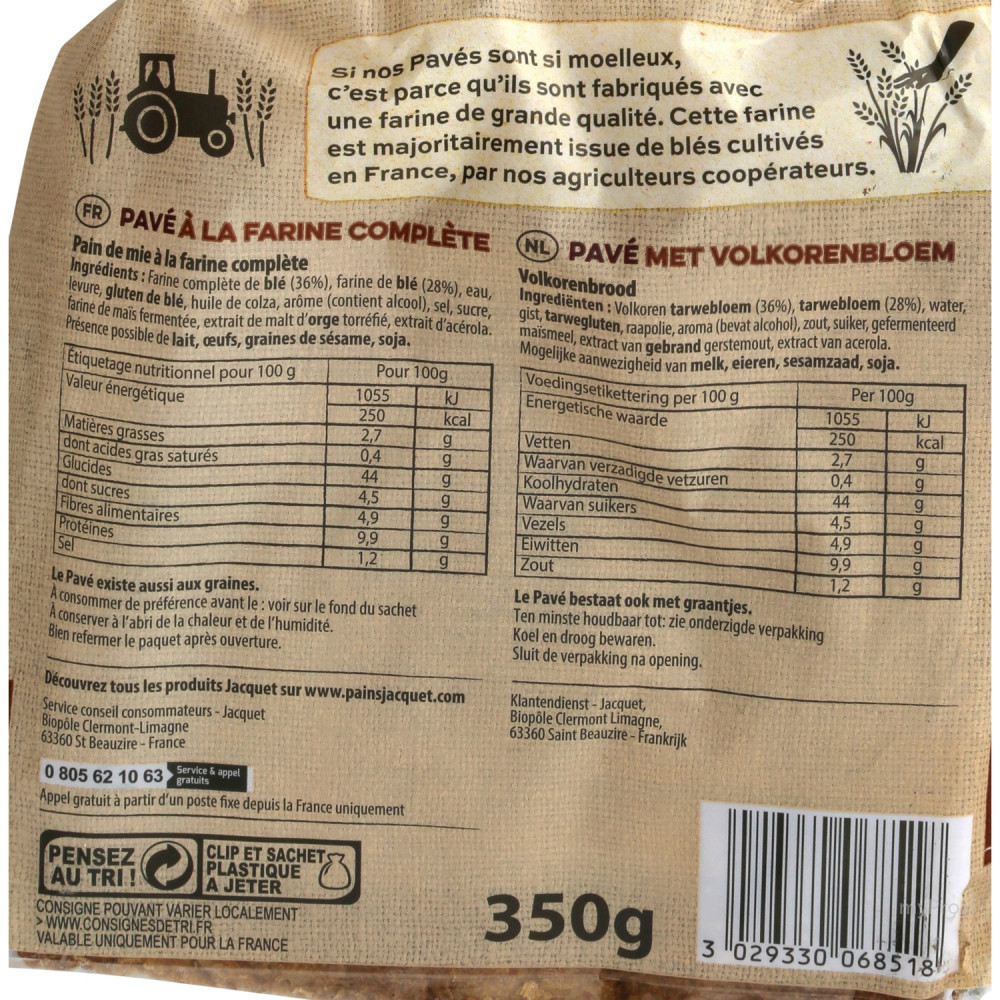 Si nos Pavés sont si moelleux,
c'est parce qu'ils sont fabriqués avec
une farine de grande qualité. Cette farine
est majoritairement issue de blés cultivés
en France, par nos agriculteurs coopérateurs.
FR PAVÉ À LA FARINE COMPLÈTE
Pain de mie à la farine complète
Ingrédients : Farine complète de blé (36%), farine de blé (28%), eau,
levure, gluten de blé, huile de colza, arôme (contient alcool), sel, sucre,
farine de maïs fermentée, extrait de malt d'orge torréfié, extrait d'acérola.
Présence possible de lait, œufs, graines de sésame, soja.
Etiquetage nutritionnel pour 100 g Pour 100g
Valeur énergétique 1055 kJ
250 kcal
Matières grasses 2,7 g
dont acides gras saturés 0,4 g
Glucides 44 g
dont sucres 4,5 g
Fibres alimentaires 4,9 g
Protéines 9,9 g
Sel 1,2 g
Le Pavé existe aussi aux graines.
A consommer de préférence avant le : voir sur le fond du sachet
A conserver à l'abri de la chaleur et de l'humidité.
Bien refermer le paquet après ouverture.
Découvrez tous les produits Jacquet sur www.painsjacquet.com
Service conseil consommateurs - Jacquet
Biopôle Clermont-Limagne
63360 St Beauzire - France
0 805 62 10 63 Service & appel
gratuits
Appel gratuit à partir d'un poste fixe depuis la France uniquement
PENSEZ
AU TRI !
CLIP ET SACHET
PLASTIQUE
A JETER
CONSIGNE POUVANT VARIER LOCALEMENT
> WWW.CONSIGNESDETRI.FR
VALABLE UNIQUEMENT POUR LA FRANCE
NL PAVÉ MET VOLKORENBLOEM
Volkorenbrood
Ingrediënten : Volkoren tarwebloem (36%), tarwebloem (28%), water,
gist, tarwegluten, raapolie, aroma (bevat alcohol), zout, suiker, gefermenteerd
maïsmeel, extract van gebrand gerstemout, extract van acerola.
Mogelijke aanwezigheid van melk, eieren, sesamzaad, soja.
Voedingsetikettering per 100 g Per 100g
Energetische waarde 1055 kJ
250 kcal
Vetten 2,7 g
Waarvan verzadigde vetzuren 0,4 g
Koolhydraten 44 g
Waarvan suikers 4,5 g
Vezels 4,9 g
Eiwitten 9,9 g
Zout 1,2 g
Le Pavé bestaat ook met graantjes.
Ten minste houdbaar tot: zie onderzigde verpakking
Koel en droog bewaren.
Sluit de verpakking na opening.
Klantendienst - Jacquet,
Biopôle Clermont Limagne,
63360 Saint Beauzire - Frankrijk
350g
3 029330 068518